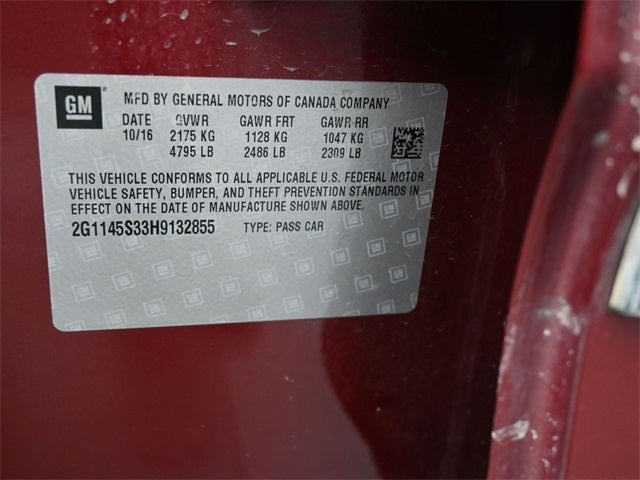 GM MFD BY GENERAL MOTORS OF CANADA COMPANY
DATE GVWR GAWR FRT GAWR RR
10/16 2175 KG 1128 KG 1047 KG
4795 LB 2486 LB 2309 LB
THIS VEHICLE CONFORMS TO ALL APPLICABLE U.S. FEDERAL MOTOR
VEHICLE SAFETY, BUMPER, AND THEFT PREVENTION STANDARDS IN
EFFECT ON THE DATE OF MANUFACTURE SHOWN ABOVE.
2G1145S33H9132855 TYPE: PASS CAR